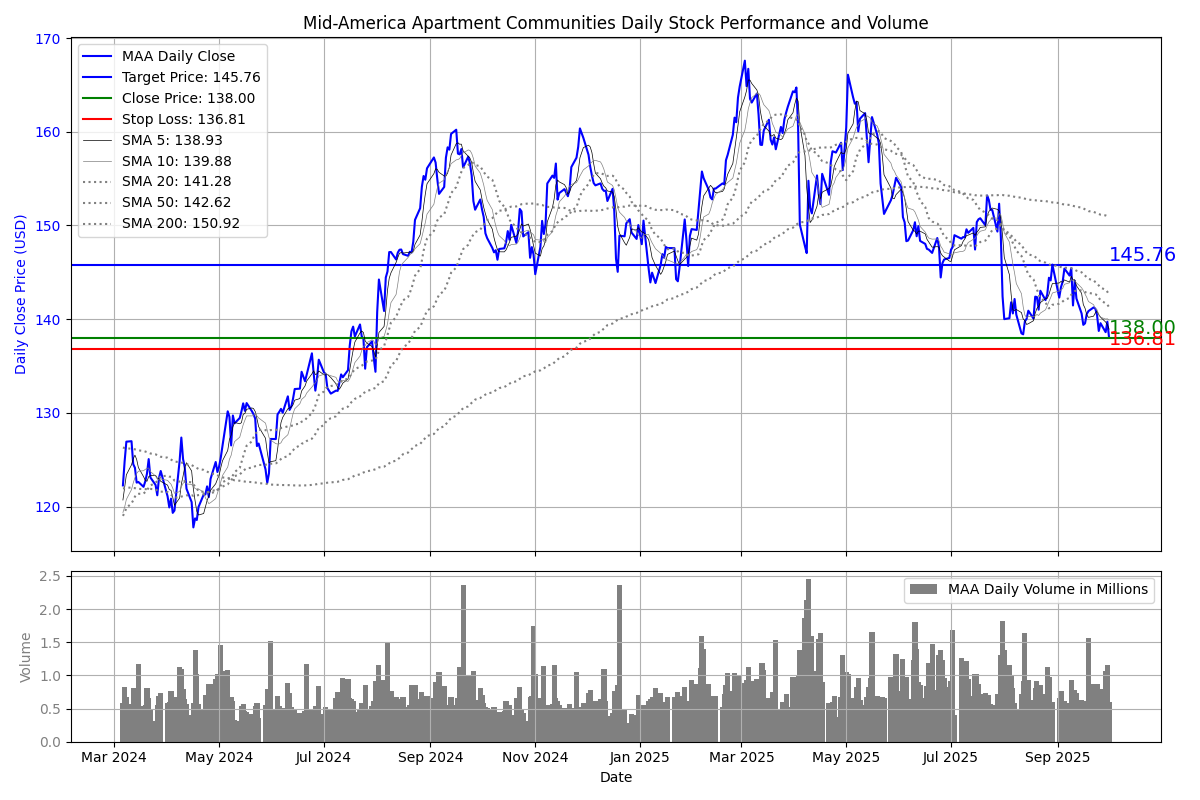 Mid-America Apartment Communities Daily Stock Performance and Volume
170
160
150
140
130
120
Daily Close Price (USD)
MAA Daily Close
Target Price: 145.76
Close Price: 138.00
Stop Loss: 136.81
SMA 5: 138.93
SMA 10: 139.88
SMA 20: 141.28
SMA 50: 142.62
SMA 200: 150.92
145.76
138.00
136.81
2.5
2.0
1.5
1.0
0.5
0.0
Volume
MAA Daily Volume in Millions
Mar 2024
May 2024
Jul 2024
Sep 2024
Nov 2024
Jan 2025
Mar 2025
May 2025
Jul 2025
Sep 2025
Date